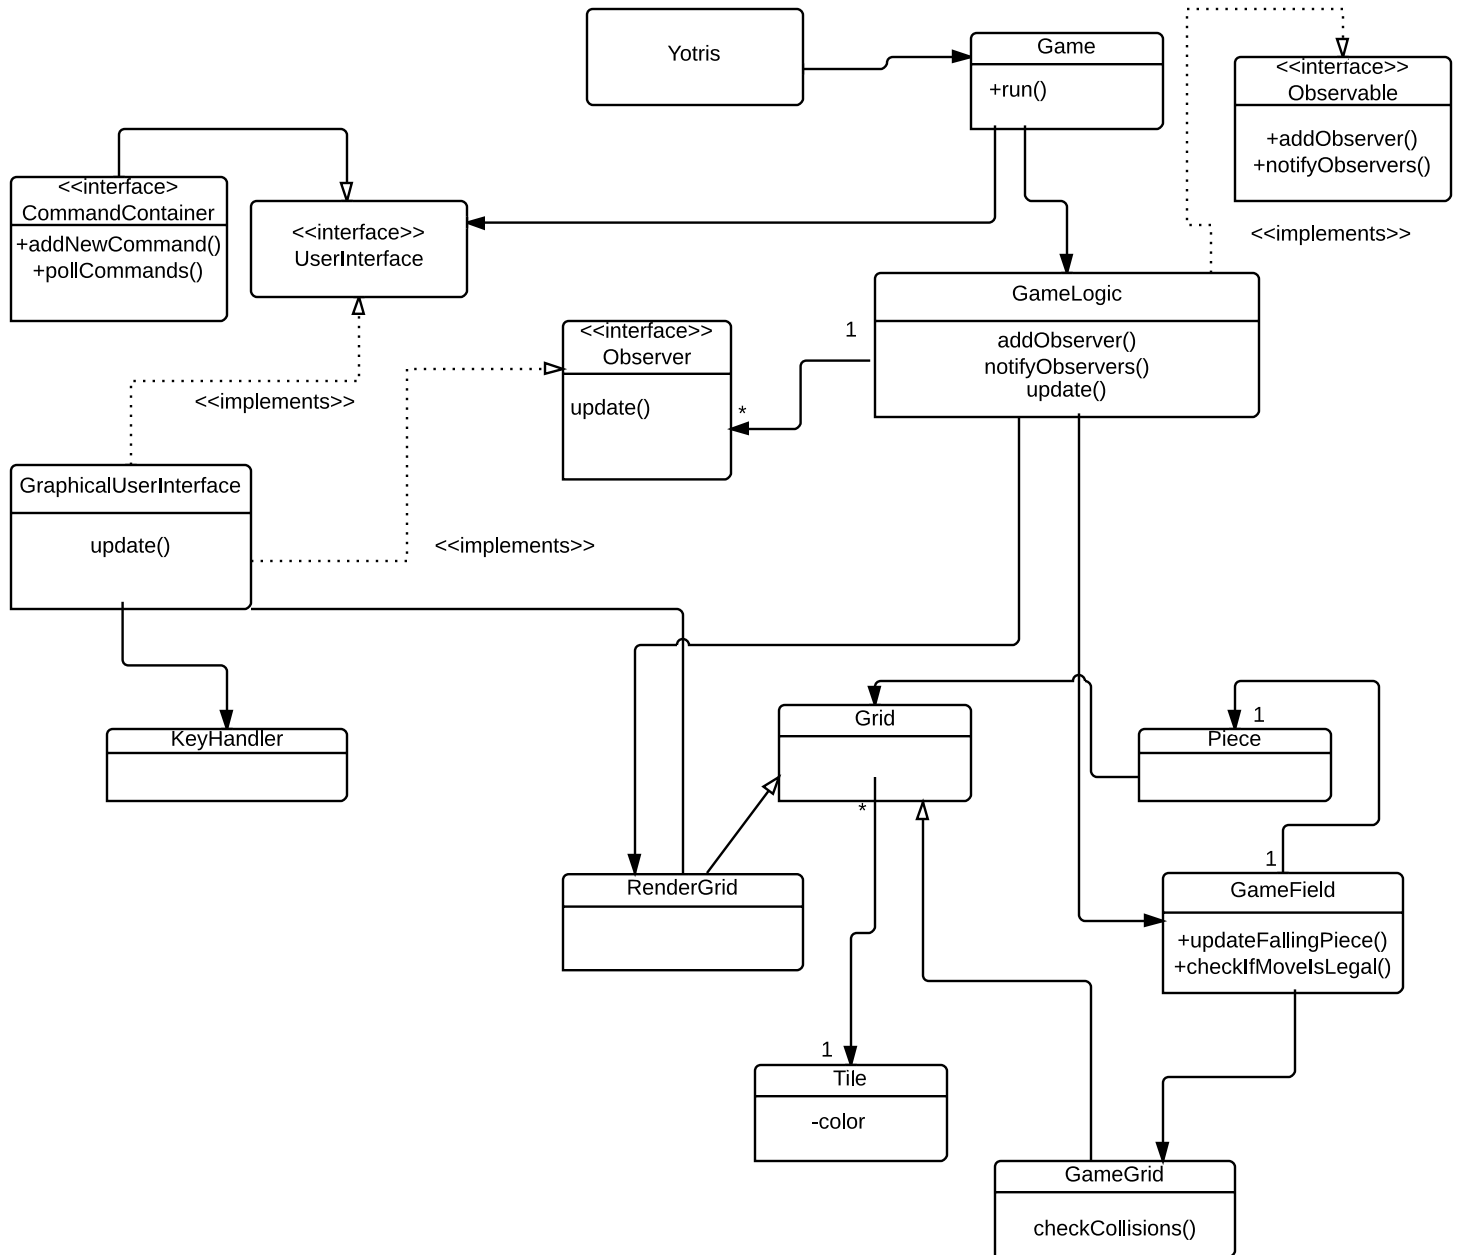 Yotris
Game
+run()
<<interface>>
Observable
+addObserver()
+notifyObservers()
<<implements>>
<<interface>
CommandContainer
+addNewCommand()
+pollCommands()
<<interface>>
UserInterface
GameLogic
addObserver()
notifyObservers()
update()
1
*
<<interface>>
Observer
update()
<<implements>>
GraphicalUserInterface
update()
<<implements>>
KeyHandler
Grid
*
1
Piece
RenderGrid
1
GameField
+updateFallingPiece()
+checkIfMoveIsLegal()
1
Tile
-color
GameGrid
checkCollisions()